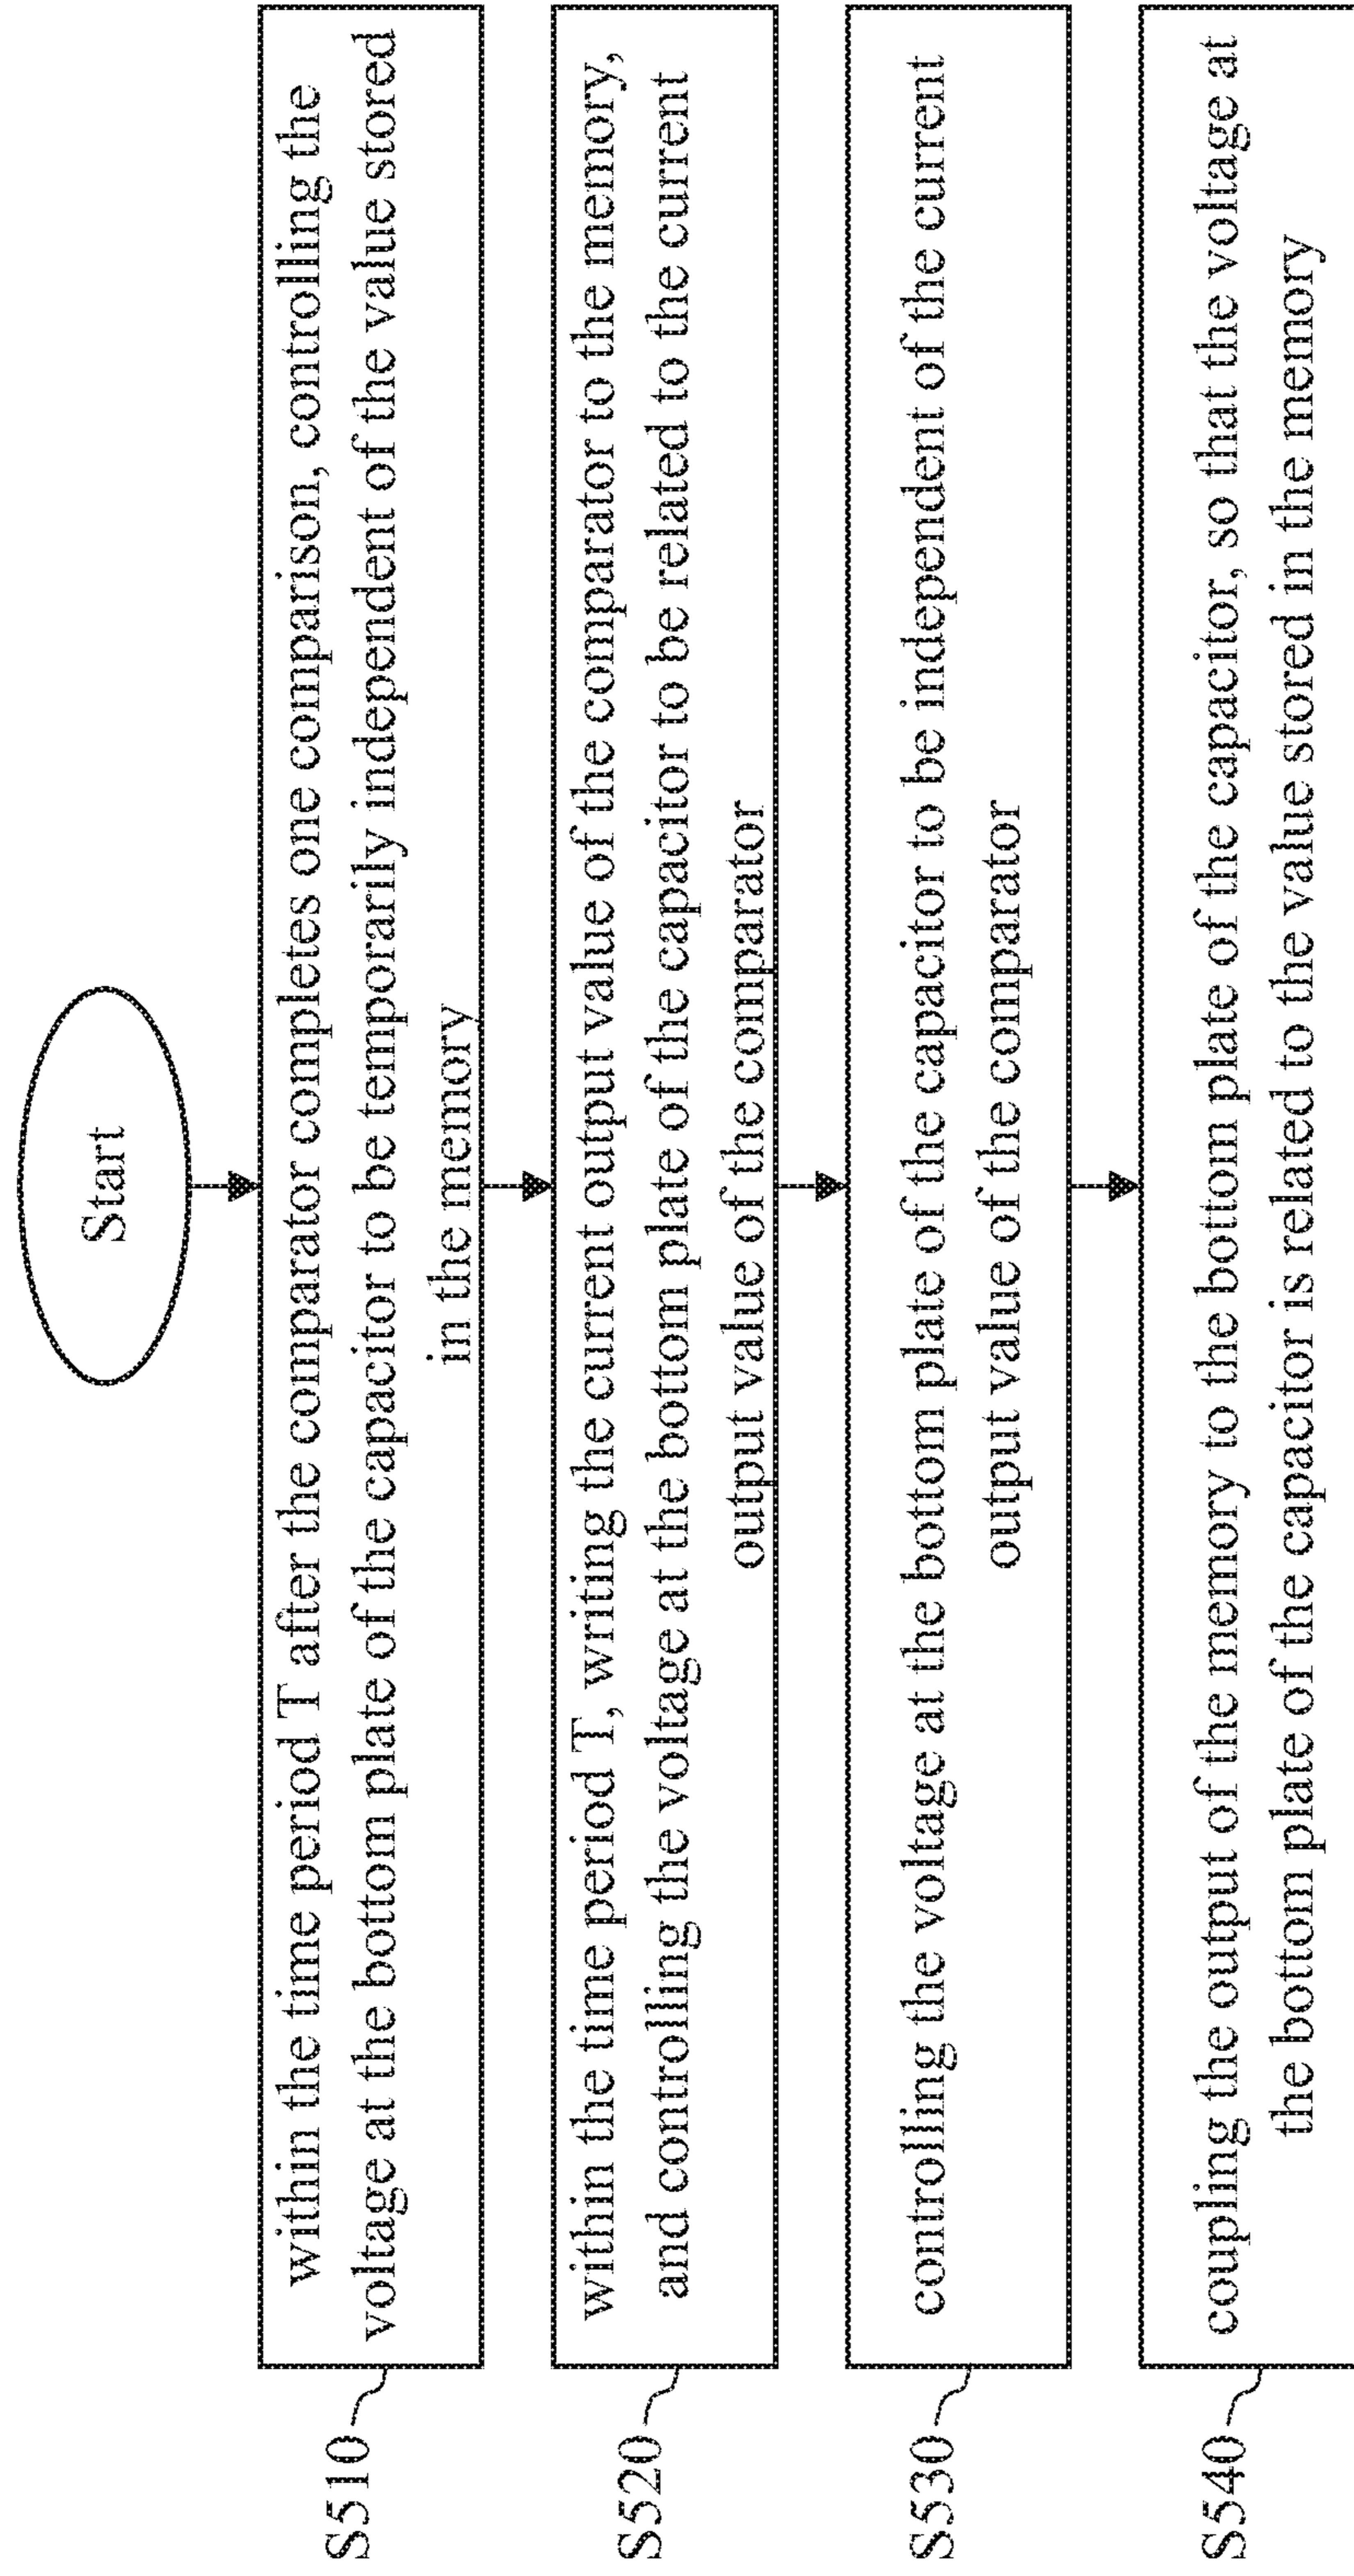 Start
S510
within the time period T after the comparator completes one comparison, controlling the
voltage at the bottom plate of the capacitor to be temporarily independent of the value stored
in the memory
S520
within the time period T, writing the current output value of the comparator to the memory,
and controlling the voltage at the bottom plate of the capacitor to be related to the current
output value of the comparator
S530
controlling the voltage at the bottom plate of the capacitor to be independent of the current
output value of the comparator
S540
coupling the output of the memory to the bottom plate of the capacitor, so that the voltage at
the bottom plate of the capacitor is related to the value stored in the memory